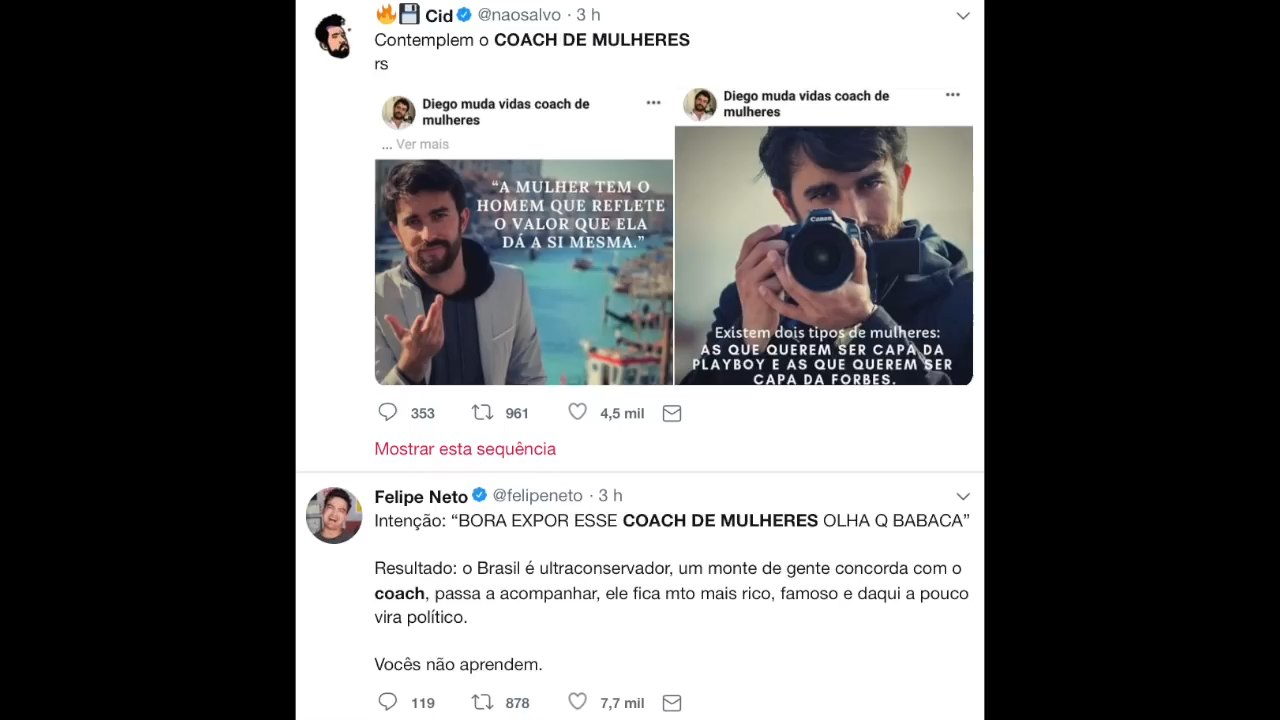 🔥💾 Cid @naosalvo · 3 h
Contemplem o COACH DE MULHERES
rs
Diego muda vidas coach de
mulheres
... Ver mais
“A MULHER TEM O
HOMEM QUE REFLETE
O VALOR QUE ELA
DÁ A SI MESMA.”
Diego muda vidas coach de
mulheres
Canon
Existem dois tipos de mulheres:
AS QUE QUEREM SER CAPA DA
PLAYBOY E AS QUE QUEREM SER
CAPA DA FORBES.
353 961 4,5 mil
Mostrar esta sequência
Felipe Neto @felipeneto · 3 h
Intenção: “BORA EXPOR ESSE COACH DE MULHERES OLHA Q BABACA”
Resultado: o Brasil é ultraconservador, um monte de gente concorda com o
coach, passa a acompanhar, ele fica mto mais rico, famoso e daqui a pouco
vira político.
Vocês não aprendem.
119 878 7,7 mil